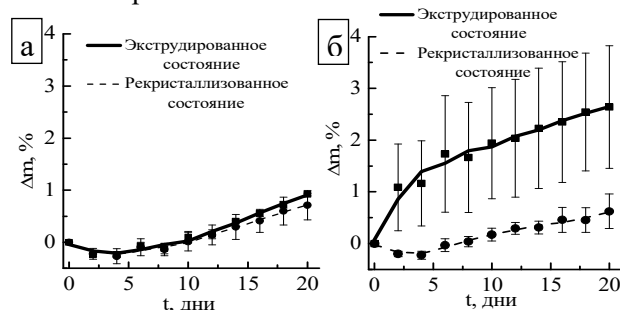 а
Экструдированное
состояние
Рекристаллизованное
состояние
Δm, %
4
3
2
1
0
0 5 10 15 20
t, дни
б
Экструдированное
состояние
Рекристаллизованное
состояние
Δm, %
4
3
2
1
0
0 5 10 15 20
t, дни